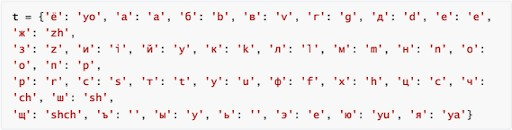 t = {'ё': 'yo', 'а': 'a', 'б': 'b', 'в': 'v', 'г': 'g', 'д': 'd', 'е': 'e',
'ж': 'zh',
'з': 'z', 'и': 'i', 'й': 'y', 'к': 'k', 'л': 'l', 'м': 'm', 'н': 'n', 'о':
'o', 'п': 'p',
'р': 'r', 'с': 's', 'т': 't', 'у': 'u', 'ф': 'f', 'х': 'h', 'ц': 'c', 'ч':
'ch', 'ш': 'sh',
'щ': 'shch', 'ъ': '', 'ы': 'y', 'ь': '', 'э': 'e', 'ю': 'yu', 'я': 'ya'}